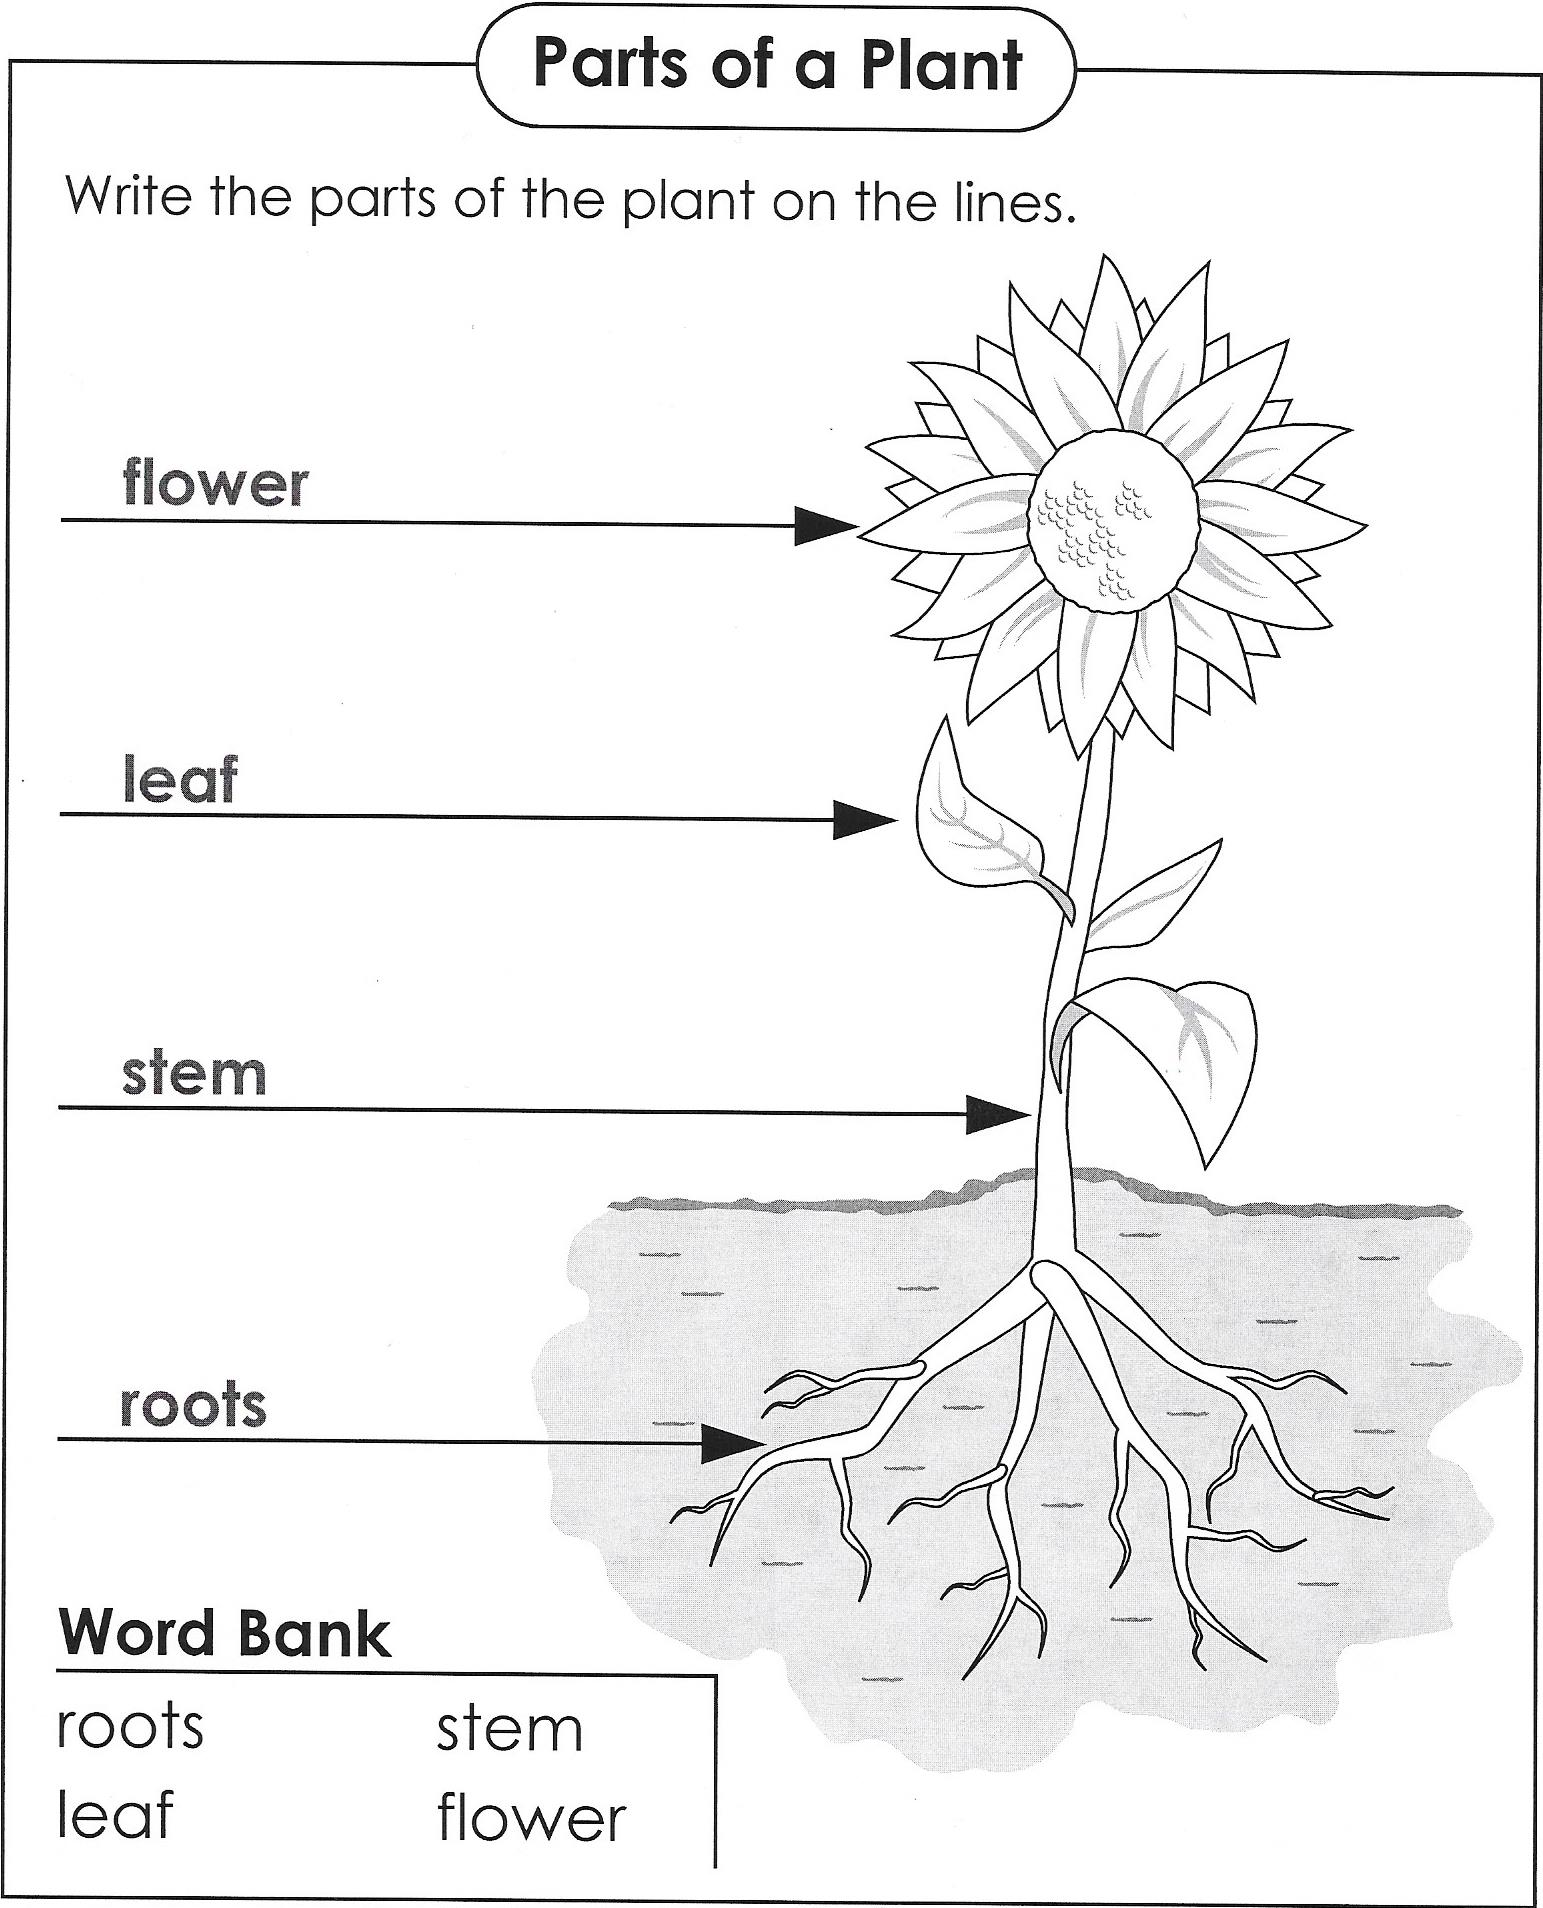 Parts of a Plant
Write the parts of the plant on the lines.
flower
leaf
stem
roots
Word Bank
roots stem
leaf flower